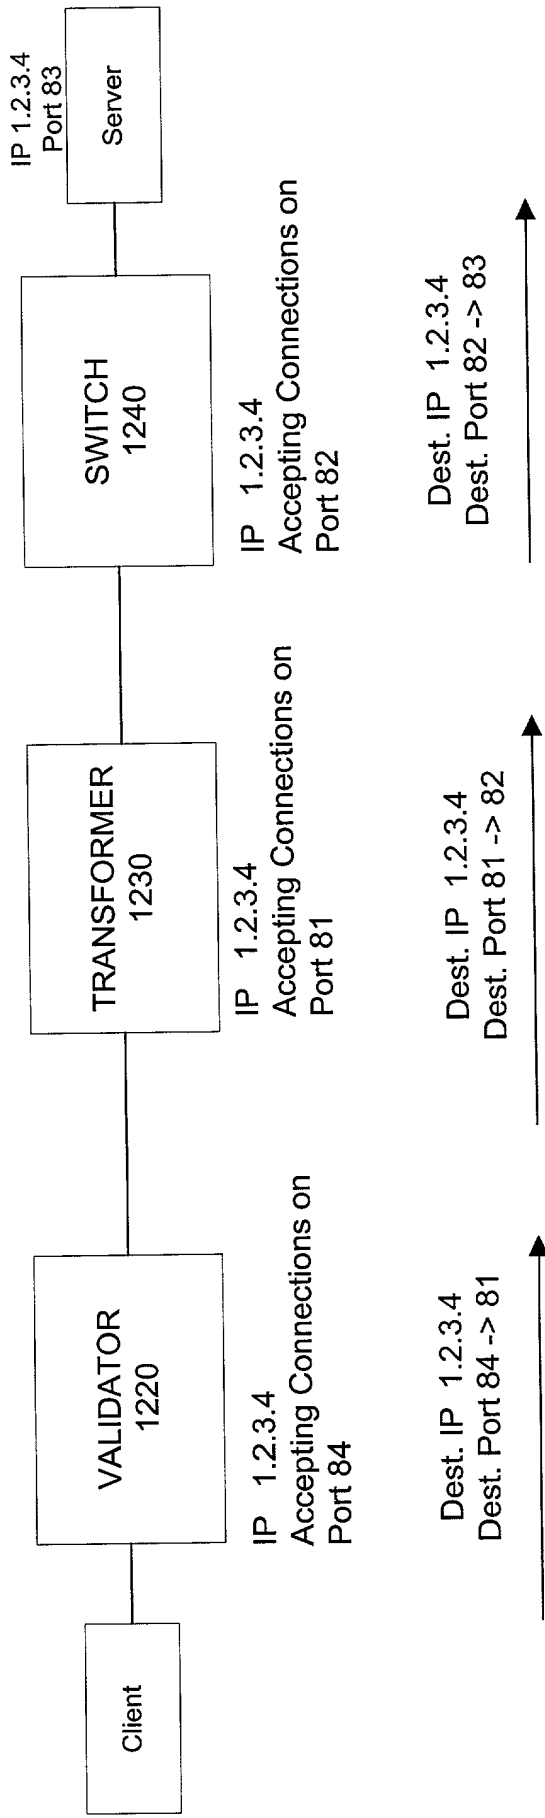 Client
VALIDATOR
1220
IP 1.2.3.4
Accepting Connections on
Port 84
Dest. IP 1.2.3.4
Dest. Port 84 -> 81
TRANSFORMER
1230
IP 1.2.3.4
Accepting Connections on
Port 81
Dest. IP 1.2.3.4
Dest. Port 81 -> 82
SWITCH
1240
IP 1.2.3.4
Accepting Connections on
Port 82
Dest. IP 1.2.3.4
Dest. Port 82 -> 83
IP 1.2.3.4
Port 83
Server